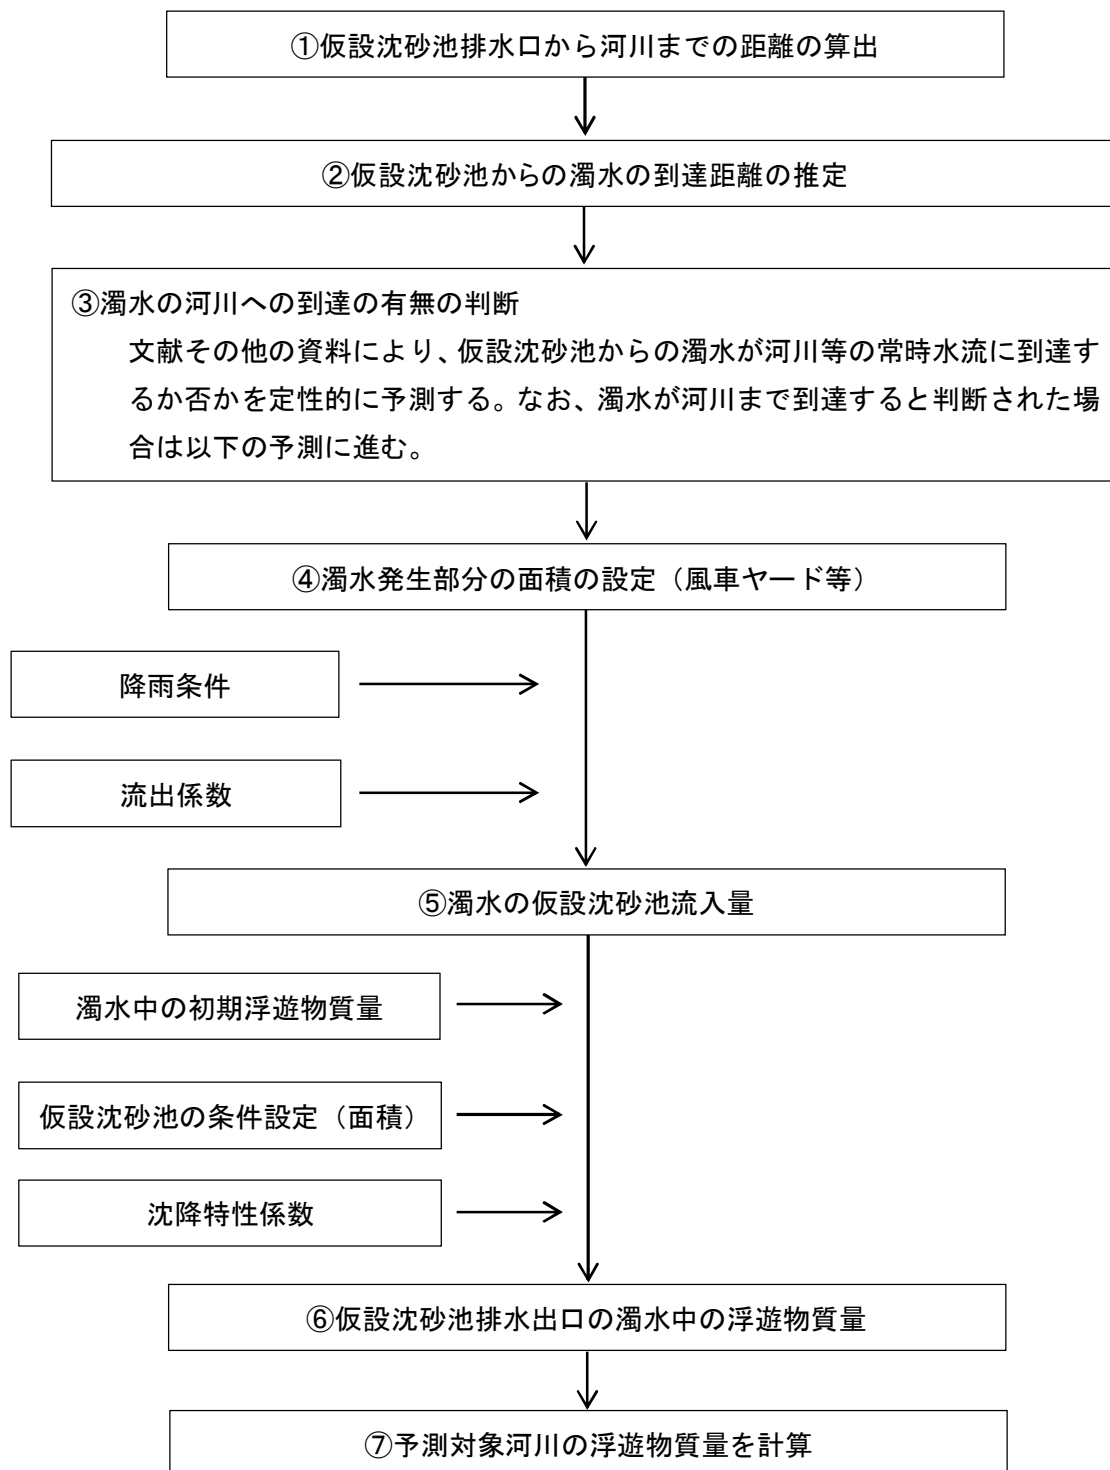 ①仮設沈砂池排水口から河川までの距離の算出
②仮設沈砂池からの濁水の到達距離の推定
③濁水の河川への到達の有無の判断
文献その他の資料により、仮設沈砂池からの濁水が河川等の常時水流に到達す
るか否かを定性的に予測する。なお、濁水が河川まで到達すると判断された場
合は以下の予測に進む。
④濁水発生部分の面積の設定（風車ヤード等）
降雨条件
流出係数
⑤濁水の仮設沈砂池流入量
濁水中の初期浮遊物質量
仮設沈砂池の条件設定（面積）
沈降特性係数
⑥仮設沈砂池排水出口の濁水中の浮遊物質量
⑦予測対象河川の浮遊物質量を計算